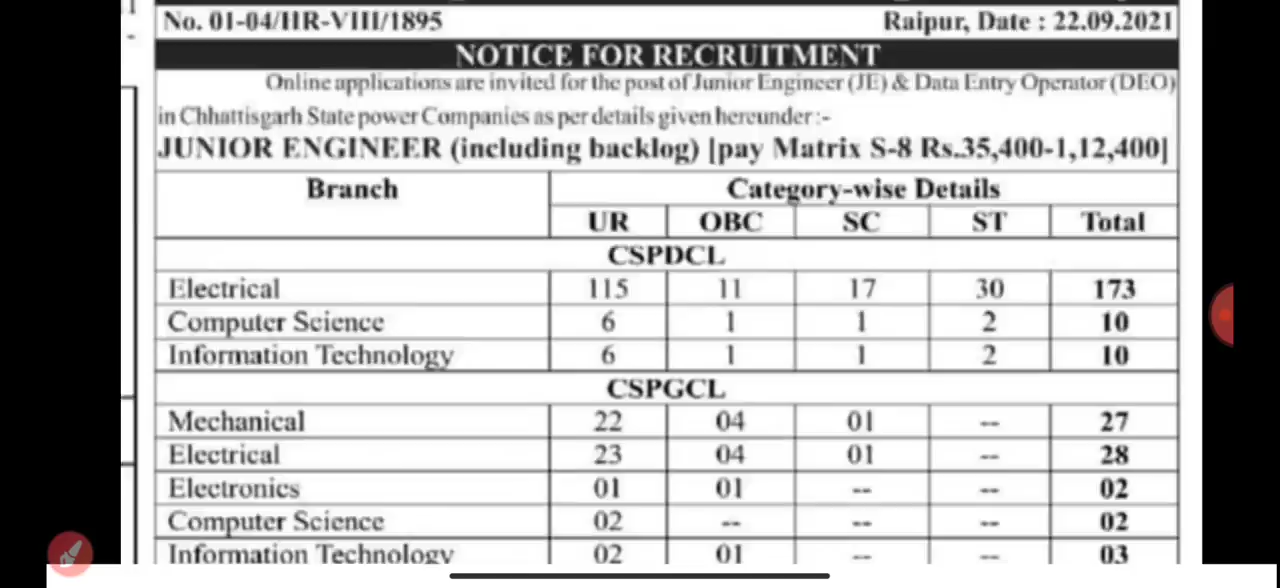 No. 01-04/HR-VIII/1895 Raipur, Date : 22.09.2021
NOTICE FOR RECRUITMENT
Online applications are invited for the post of Junior Engineer (JE) & Data Entry Operator (DEO)
in Chhattisgarh State power Companies as per details given hereunder :-
JUNIOR ENGINEER (including backlog) [pay Matrix S-8 Rs.35,400-1,12,400]
Branch Category-wise Details
UR OBC SC ST Total
CSPDCL
Electrical 115 11 17 30 173
Computer Science 6 1 1 2 10
Information Technology 6 1 1 2 10
CSPGCL
Mechanical 22 04 01 -- 27
Electrical 23 04 01 -- 28
Electronics 01 01 -- -- 02
Computer Science 02 -- -- -- 02
Information Technology 02 01 -- -- 03